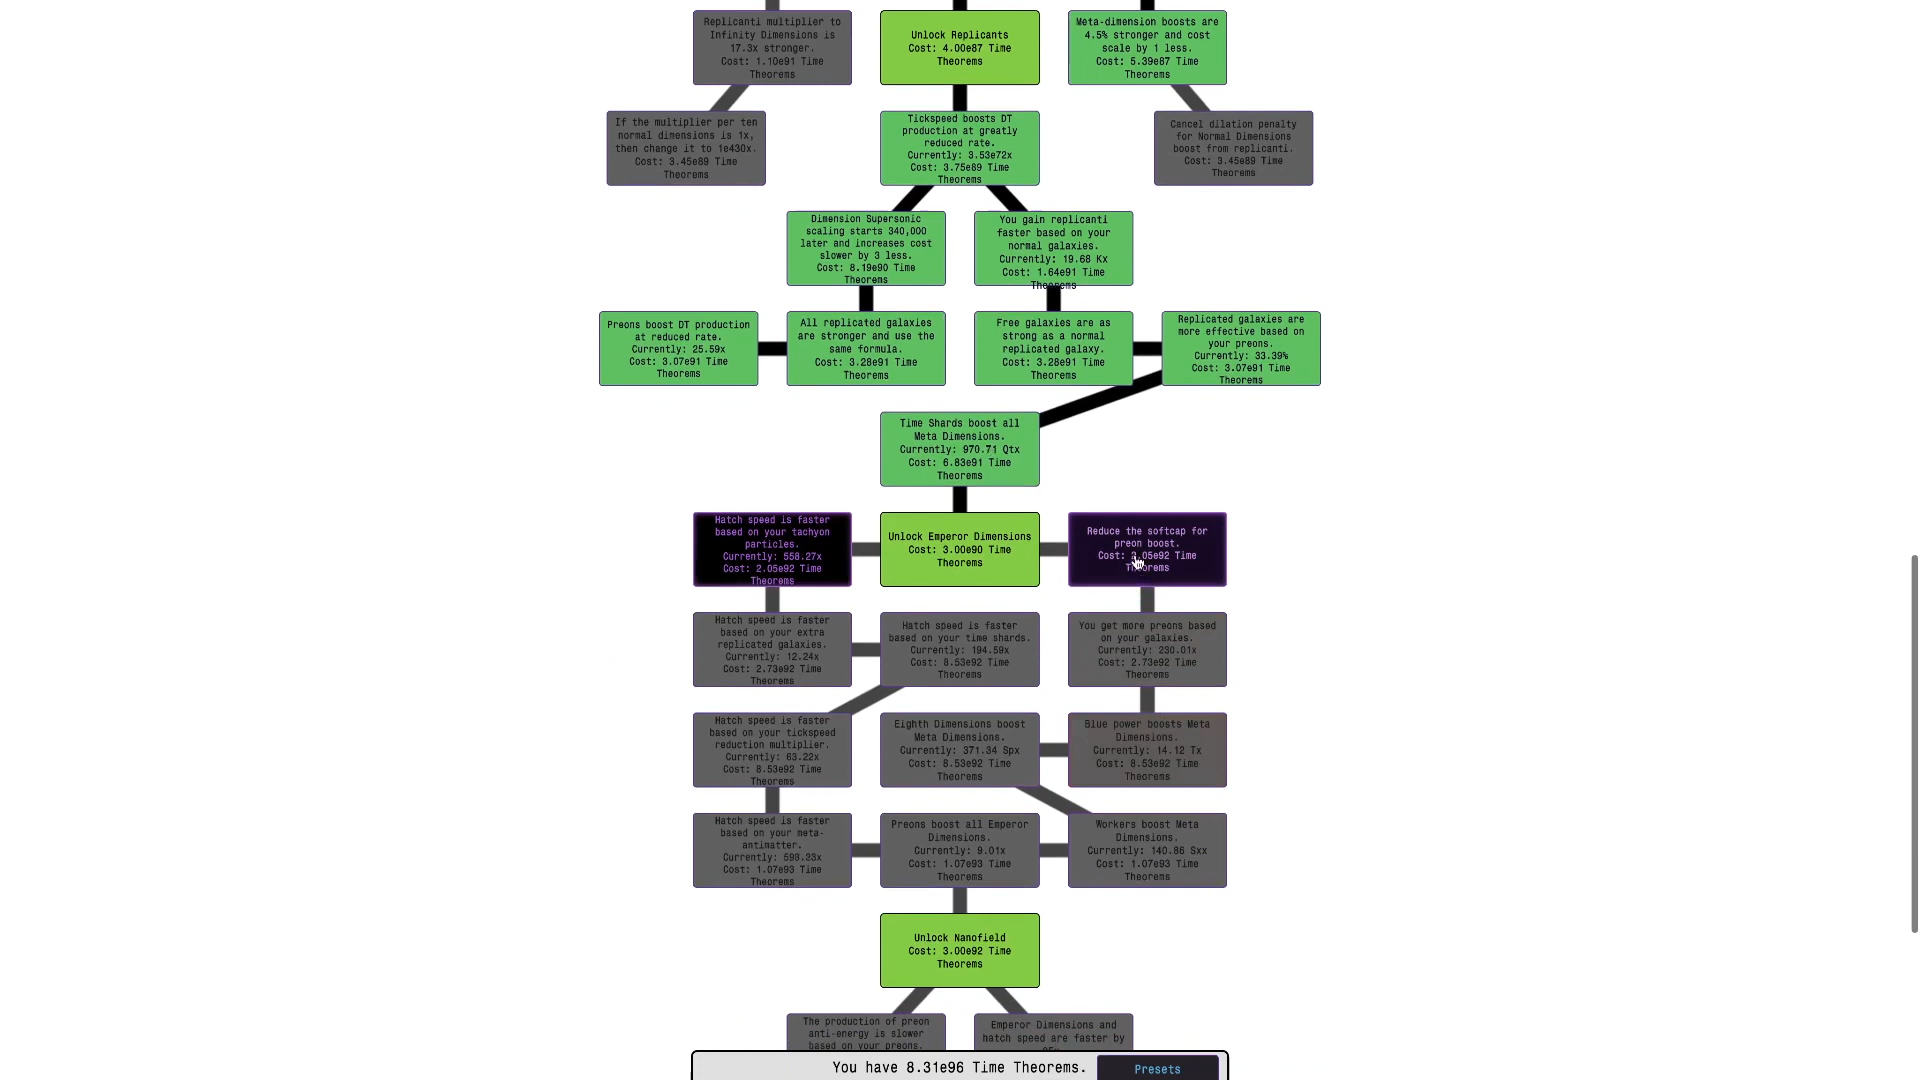 Replicanti multiplier to
Infinity Dimensions is
17.3x stronger.
Cost: 1.10e91 Time
Theorems
Unlock Replicants
Cost: 4.00e87 Time
Theorems
Meta-dimension boosts are
4.5% stronger and cost
scale by 1 less.
Cost: 5.39e87 Time
Theorems
If the multiplier per ten
normal dimensions is 1x,
then change it to 1e430x.
Cost: 3.45e89 Time
Theorems
Tickspeed boosts DT
production at greatly
reduced rate.
Currently: 3.53e72x
Cost: 3.75e89 Time
Theorems
Cancel dilation penalty
for Normal Dimensions
boost from replicanti.
Cost: 3.45e89 Time
Theorems
Dimension Supersonic
scaling starts 340,000
later and increases cost
slower by 3 less.
Cost: 8.19e90 Time
Theorems
You gain replicanti
faster based on your
normal galaxies.
Currently: 19.68 Kx
Cost: 1.64e91 Time
Theorems
Preons boost DT production
at reduced rate.
Currently: 25.59x
Cost: 3.07e91 Time
Theorems
All replicated galaxies
are stronger and use the
same formula.
Cost: 3.28e91 Time
Theorems
Free galaxies are as
strong as a normal
replicated galaxy.
Cost: 3.28e91 Time
Theorems
Replicated galaxies are
more effective based on
your preons.
Currently: 33.39%
Cost: 3.07e91 Time
Theorems
Time Shards boost all
Meta Dimensions.
Currently: 970.71 Qtx
Cost: 6.83e91 Time
Theorems
Hatch speed is faster
based on your tachyon
particles.
Currently: 558.27x
Cost: 2.05e92 Time
Theorems
Unlock Emperor Dimensions
Cost: 3.00e90 Time
Theorems
Reduce the softcap for
preon boost.
Cost: 2.05e92 Time
Theorems
Hatch speed is faster
based on your extra
replicated galaxies.
Currently: 12.24x
Cost: 2.73e92 Time
Theorems
Hatch speed is faster
based on your time shards.
Currently: 194.59x
Cost: 8.53e92 Time
Theorems
You get more preons based
on your galaxies.
Currently: 230.01x
Cost: 2.73e92 Time
Theorems
Hatch speed is faster
based on your tickspeed
reduction multiplier.
Currently: 63.22x
Cost: 8.53e92 Time
Theorems
Eighth Dimensions boost
Meta Dimensions.
Currently: 371.34 Spx
Cost: 8.53e92 Time
Theorems
Blue power boosts Meta
Dimensions.
Currently: 14.12 Tx
Cost: 8.53e92 Time
Theorems
Hatch speed is faster
based on your meta-
antimatter.
Currently: 598.23x
Cost: 1.07e93 Time
Theorems
Preons boost all Emperor
Dimensions.
Currently: 9.01x
Cost: 1.07e93 Time
Theorems
Workers boost Meta
Dimensions.
Currently: 140.86 Sxx
Cost: 1.07e93 Time
Theorems
Unlock Nanofield
Cost: 3.00e92 Time
Theorems
The production of preon
anti-energy is slower
based on your preons.
Emperor Dimensions and
hatch speed are faster by
You have 8.31e96 Time Theorems.
Presets